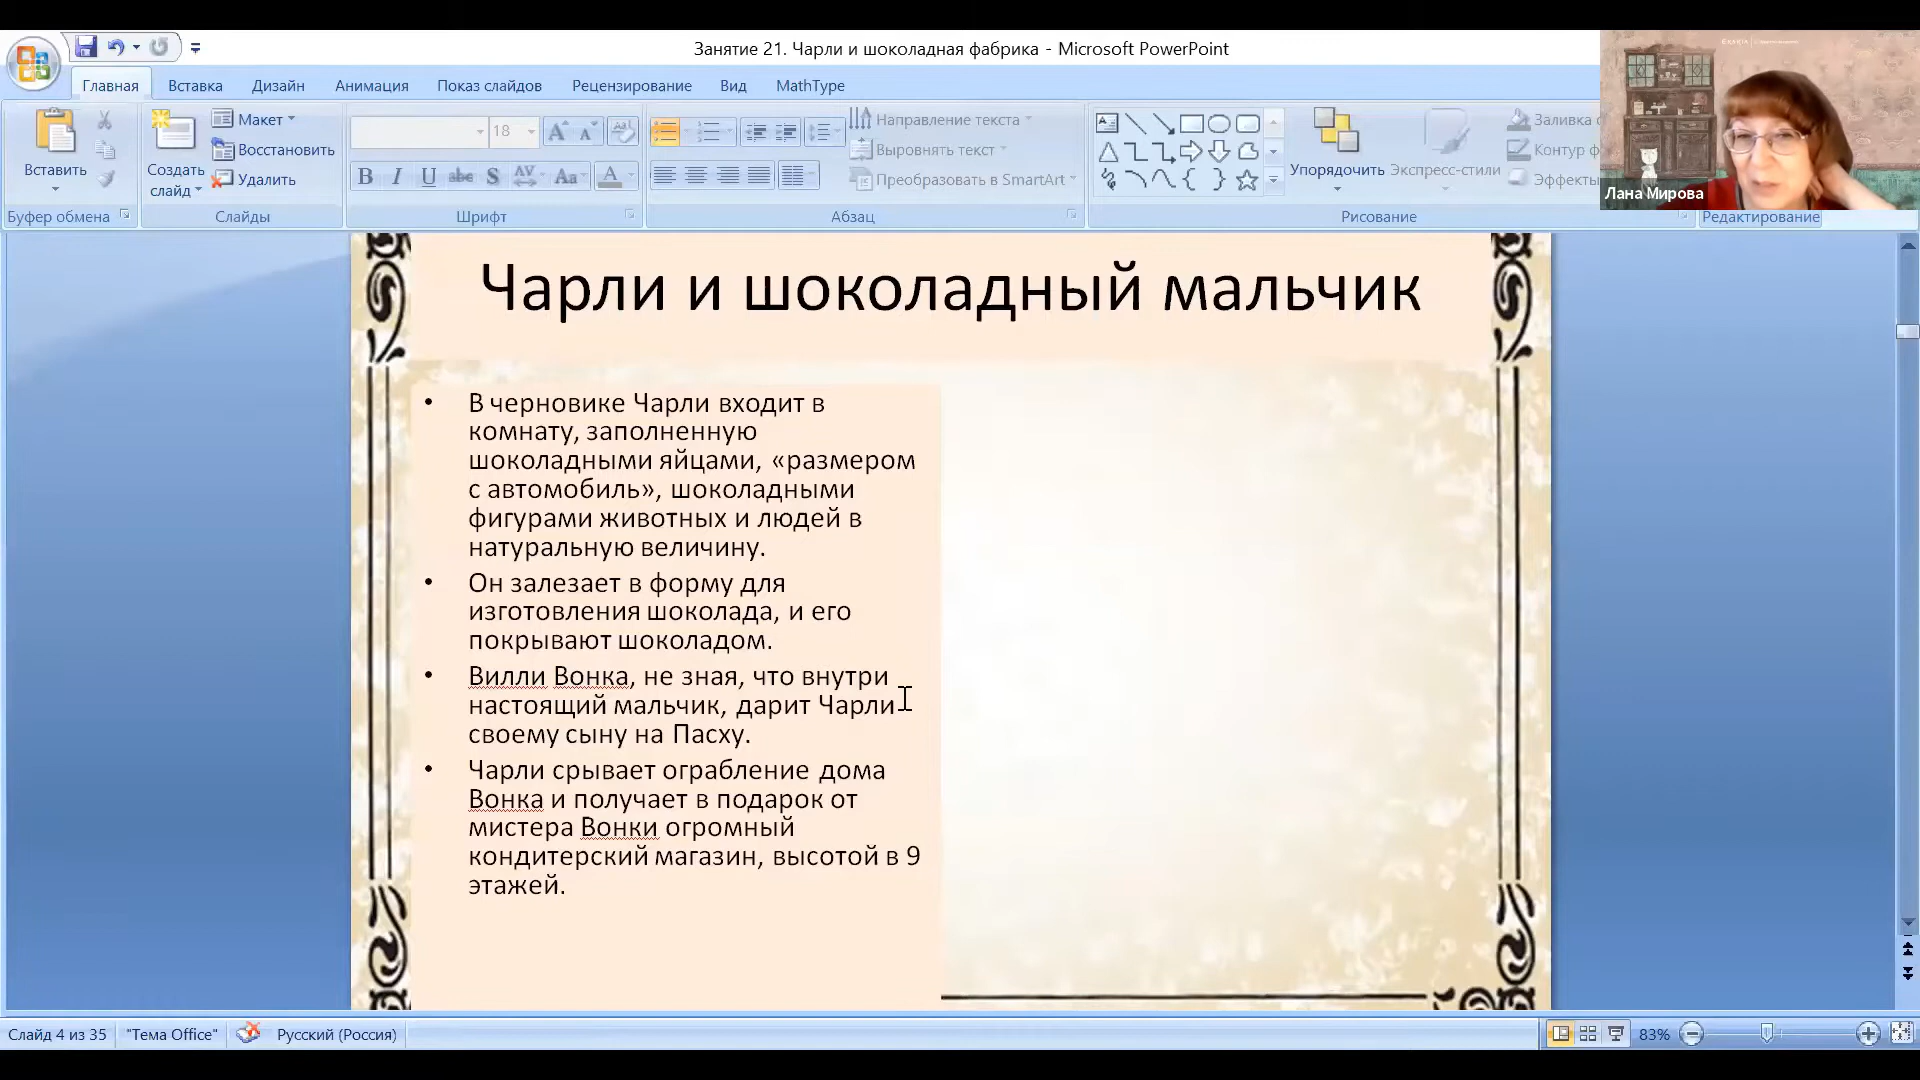 Занятие 21. Чарли и шоколадная фабрика - Microsoft PowerPoint
Главная
Вставка
Дизайн
Анимация
Показ слайдов
Рецензирование
Вид
MathType
Вставить
Буфер обмена
Создать слайд
Макет
Восстановить
Удалить
Слайды
18
Шрифт
Направление текста
Выровнять текст
Преобразовать в SmartArt
Абзац
Упорядочить
Экспресс-стили
Заливка
Контур ф
Эффекты
Рисование
Редактирование
Лана Мирова
Чарли и шоколадный мальчик
• В черновике Чарли входит в
комнату, заполненную
шоколадными яйцами, «размером
с автомобиль», шоколадными
фигурами животных и людей в
натуральную величину.
• Он залезает в форму для
изготовления шоколада, и его
покрывают шоколадом.
• Вилли Вонка, не зная, что внутри
настоящий мальчик, дарит Чарли
своему сыну на Пасху.
• Чарли срывает ограбление дома
Вонка и получает в подарок от
мистера Вонки огромный
кондитерский магазин, высотой в 9
этажей.
Слайд 4 из 35
"Тема Office"
Русский (Россия)
83%